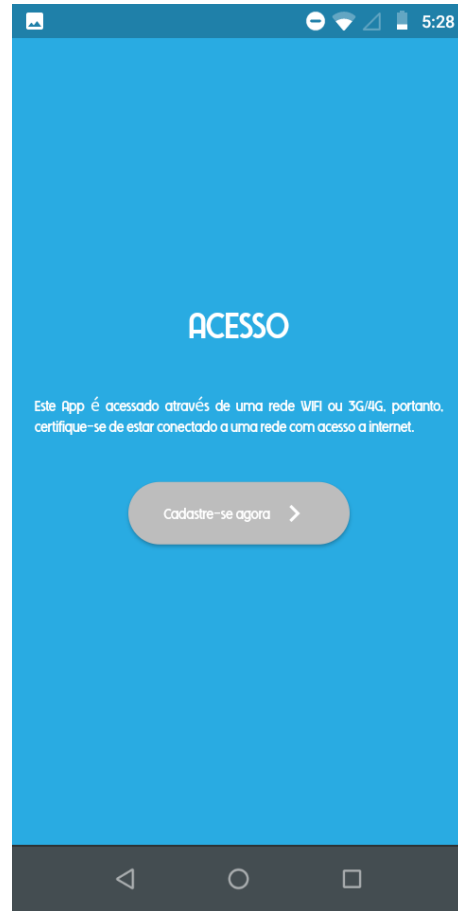 5:28
ACESSO
Este App é acessado através de uma rede WIFI ou 3G/4G, portanto,
certifique-se de estar conectado a uma rede com acesso a internet.
Cadastre-se agora